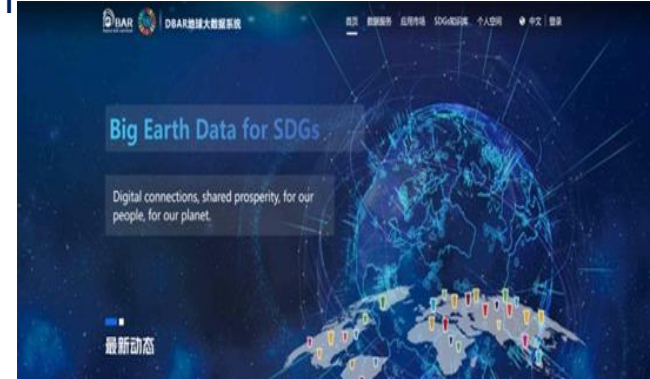 DBAR
DBAR地球大数据系统
首页 数据服务 应用市场 SDGs知识库 个人空间 中文 登录
Big Earth Data for SDGs
Digital connections, shared prosperity, for our
people, for our planet.
最新动态